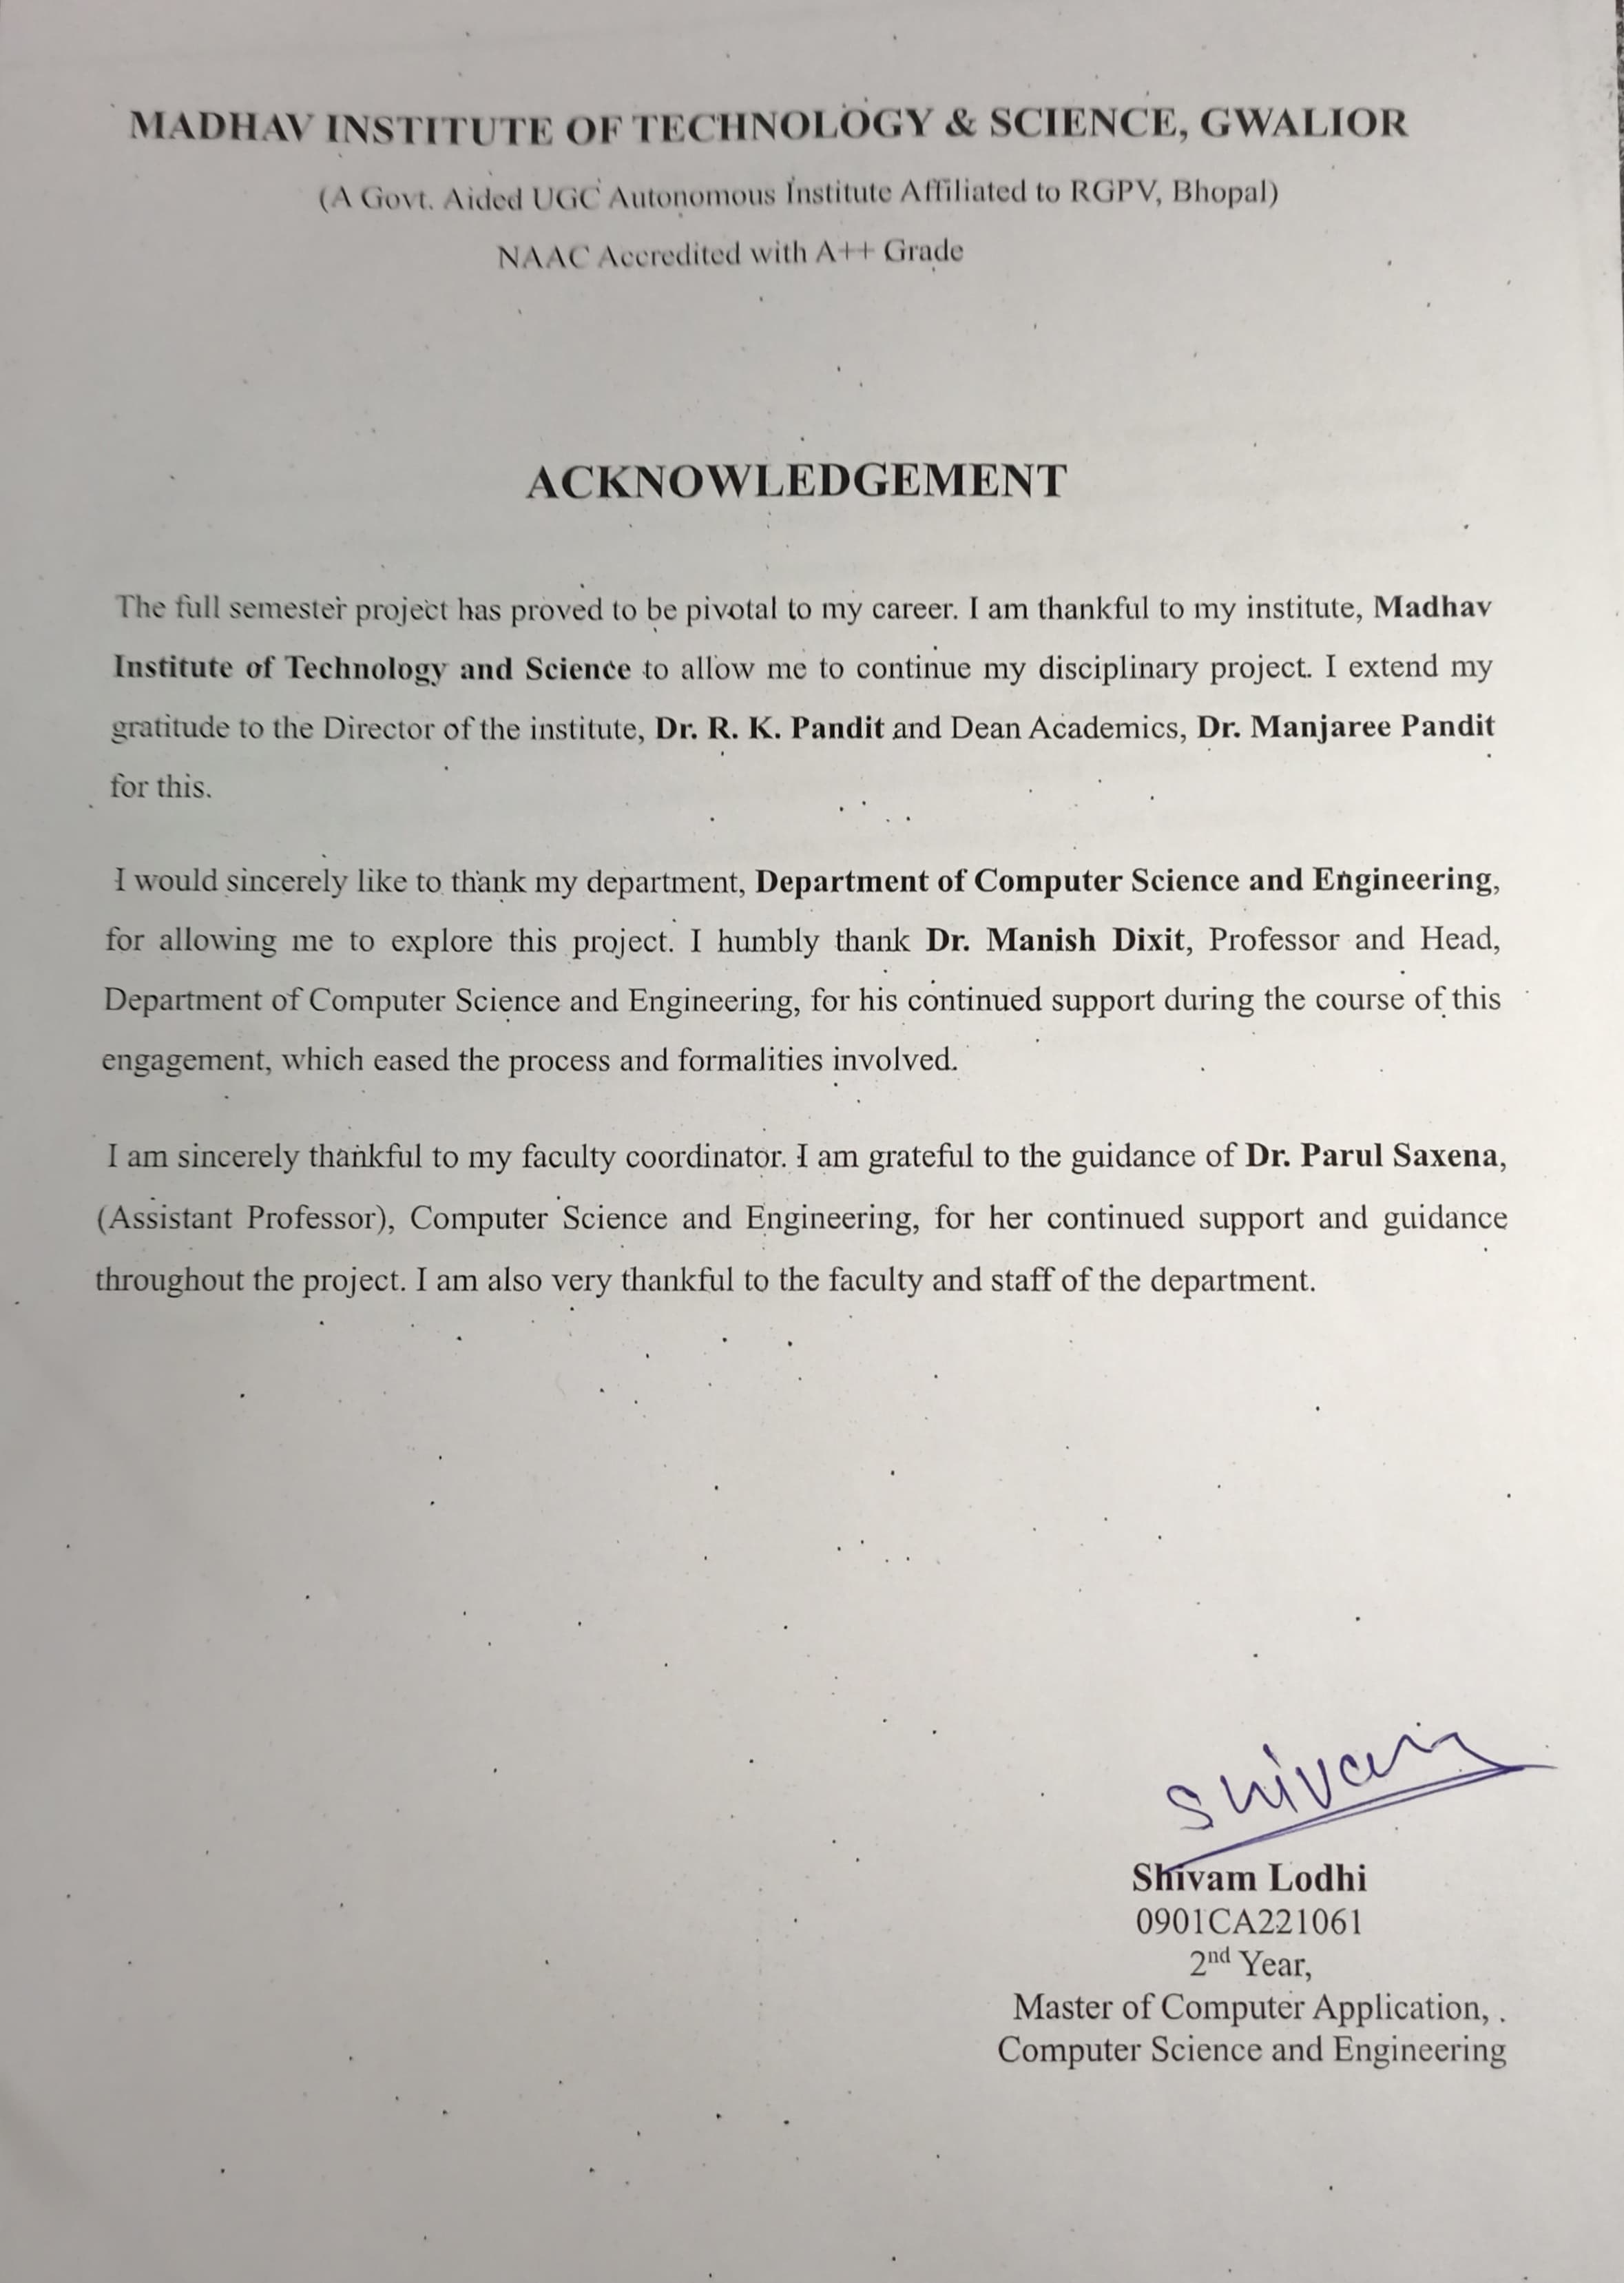 MADHAV INSTITUTE OF TECHNOLOGY & SCIENCE, GWALIOR
(A Govt. Aided UGC Autonomous Institute Affiliated to RGPV, Bhopal)
NAAC Accredited with A++ Grade
ACKNOWLEDGEMENT
The full semester project has proved to be pivotal to my career. I am thankful to my institute, Madhav
Institute of Technology and Science to allow me to continue my disciplinary project. I extend my
gratitude to the Director of the institute, Dr. R. K. Pandit and Dean Academics, Dr. Manjaree Pandit
for this.
I would sincerely like to thank my department, Department of Computer Science and Engineering,
for allowing me to explore this project. I humbly thank Dr. Manish Dixit, Professor and Head,
Department of Computer Science and Engineering, for his continued support during the course of this
engagement, which eased the process and formalities involved.
I am sincerely thankful to my faculty coordinator. I am grateful to the guidance of Dr. Parul Saxena,
(Assistant Professor), Computer Science and Engineering, for her continued support and guidance
throughout the project. I am also very thankful to the faculty and staff of the department.
Shivam
Shivam Lodhi
0901CA221061
2nd Year,
Master of Computer Application,
Computer Science and Engineering